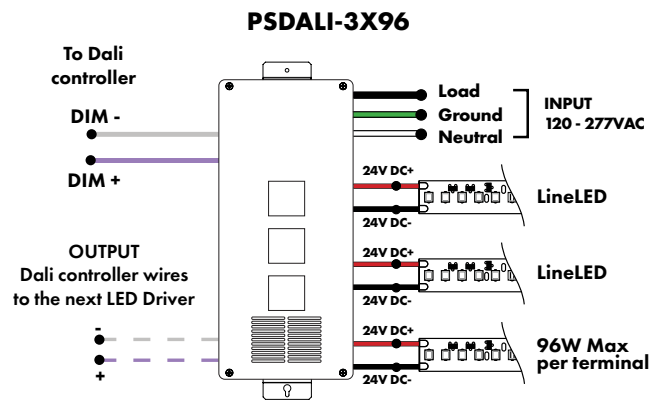 PSDALI-3X96
To Dali
controller
DIM -
DIM +
Load
Ground
Neutral
INPUT
120 - 277VAC
24V DC+
24V DC-
LineLED
24V DC+
24V DC-
LineLED
OUTPUT
Dali controller wires
to the next LED Driver
-
+
24V DC+
24V DC-
96W Max
per terminal